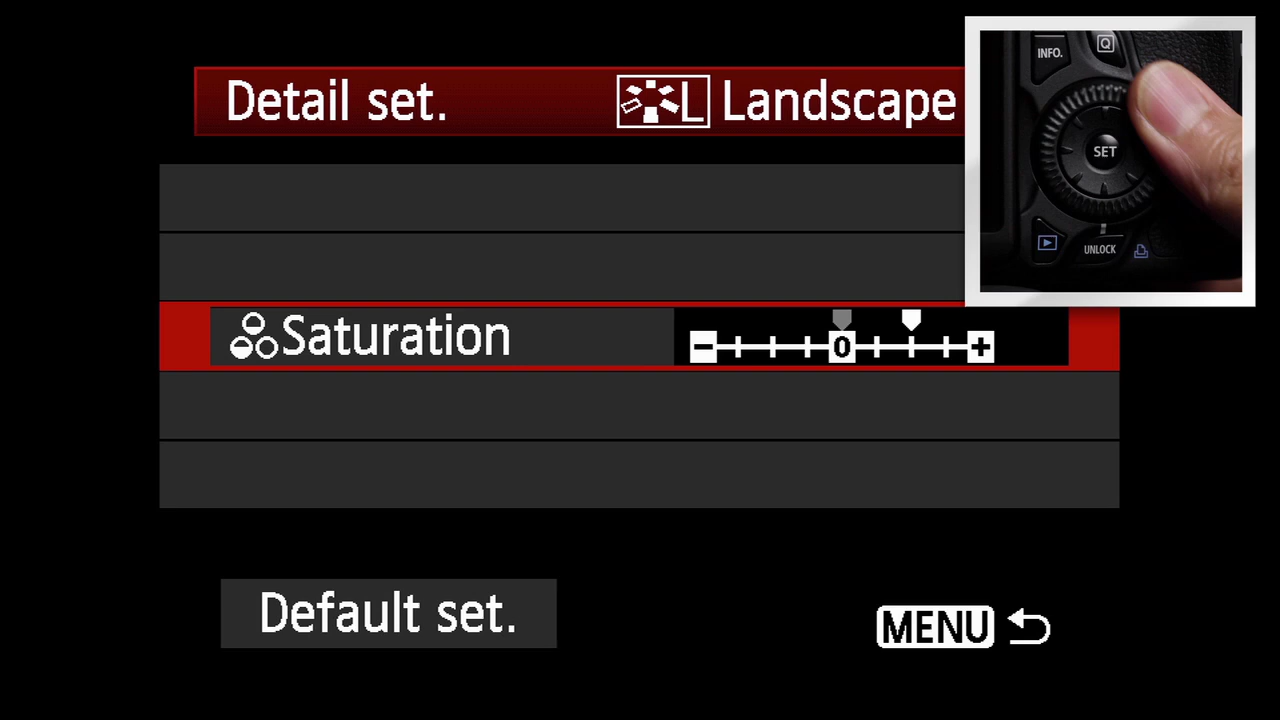 Detail set. L Landscape
INFO. Q
SET
UNLOCK
Saturation
− 0 +
Default set.
MENU